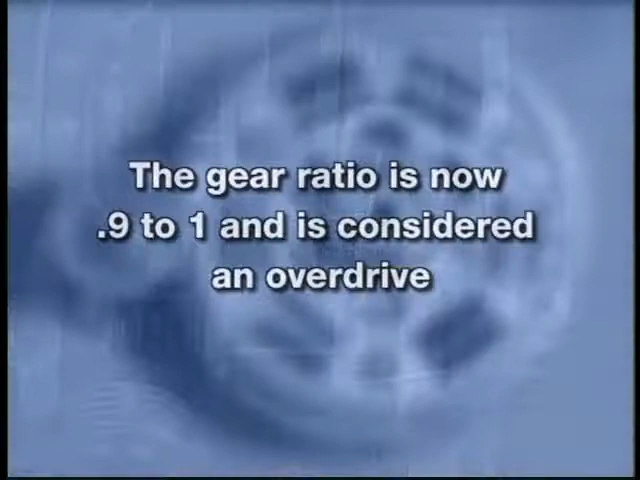 The gear ratio is now
.9 to 1 and is considered
an overdrive